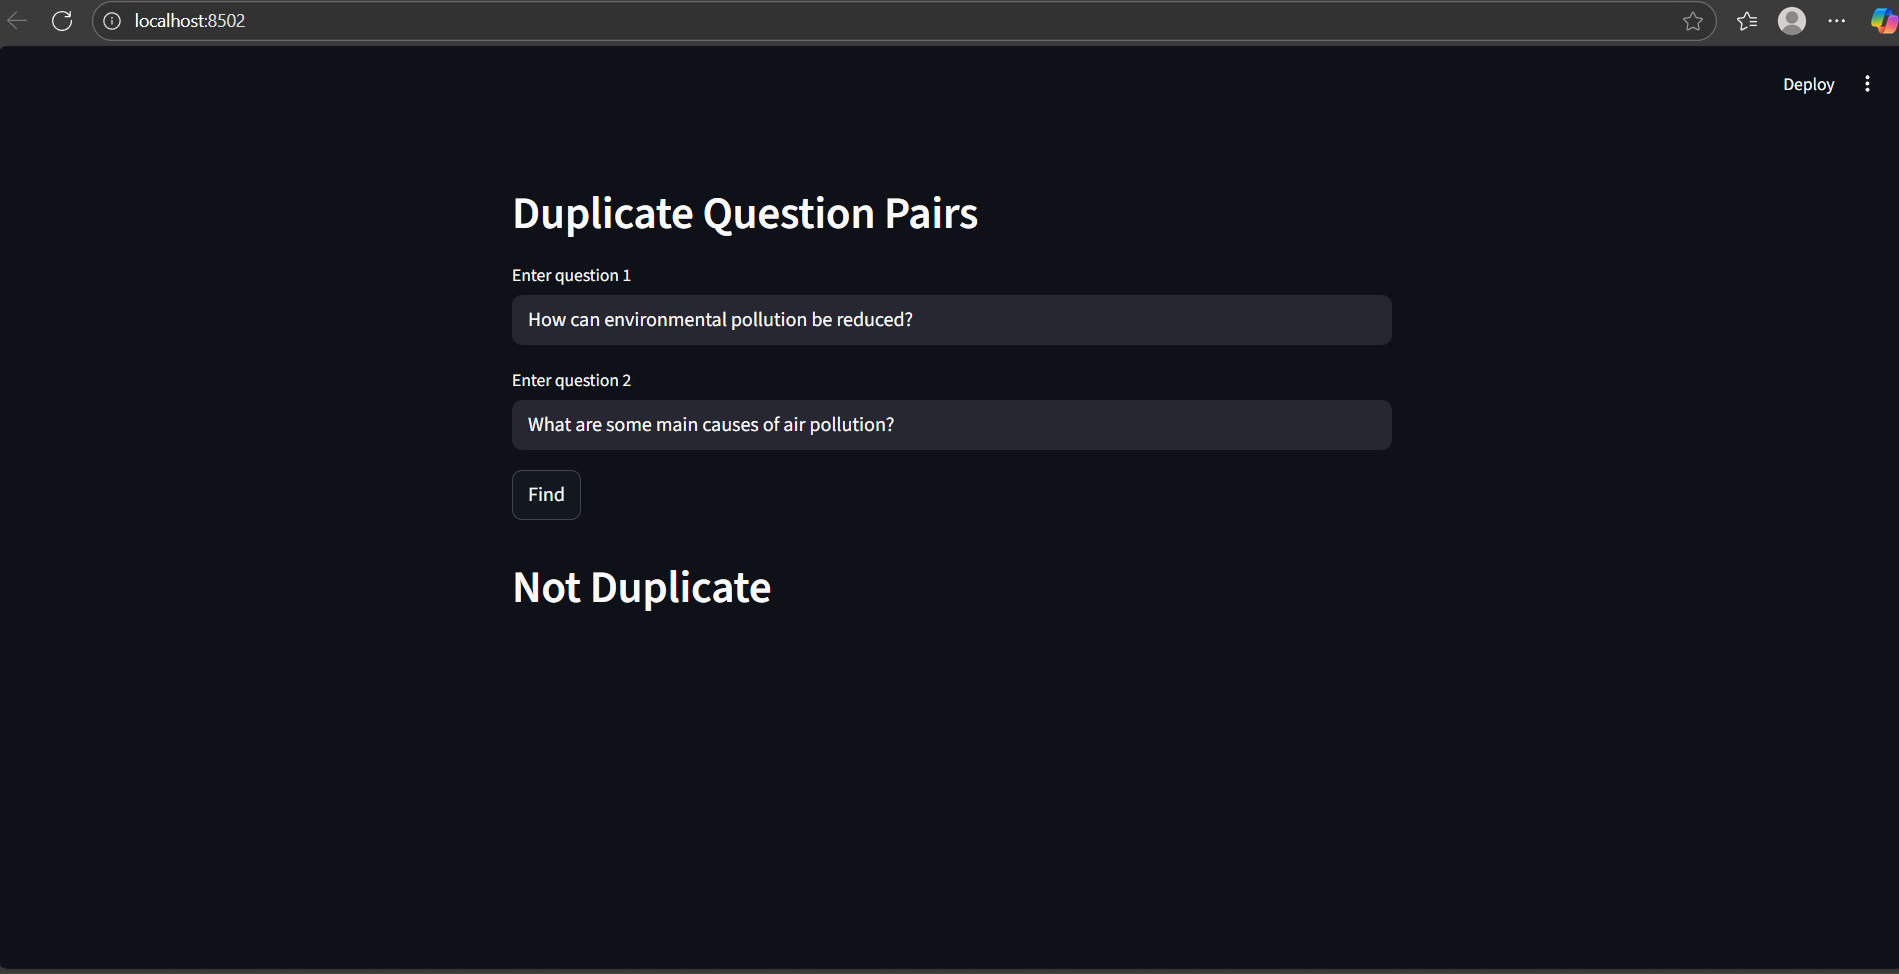 localhost:8502
Deploy
Duplicate Question Pairs
Enter question 1
How can environmental pollution be reduced?
Enter question 2
What are some main causes of air pollution?
Find
Not Duplicate